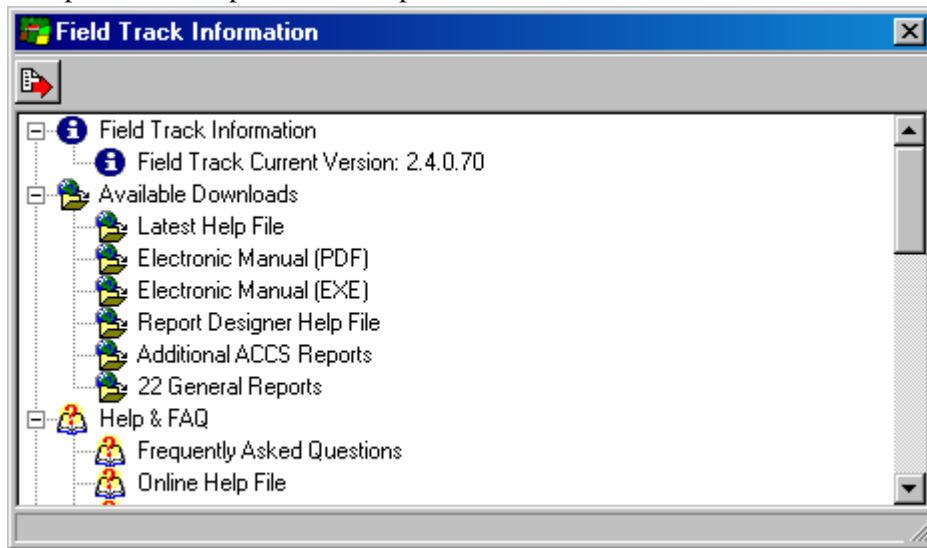 Field Track Information
Field Track Information
Field Track Current Version: 2.4.0.70
Available Downloads
Latest Help File
Electronic Manual (PDF)
Electronic Manual (EXE)
Report Designer Help File
Additional ACCS Reports
22 General Reports
Help & FAQ
Frequently Asked Questions
Online Help File